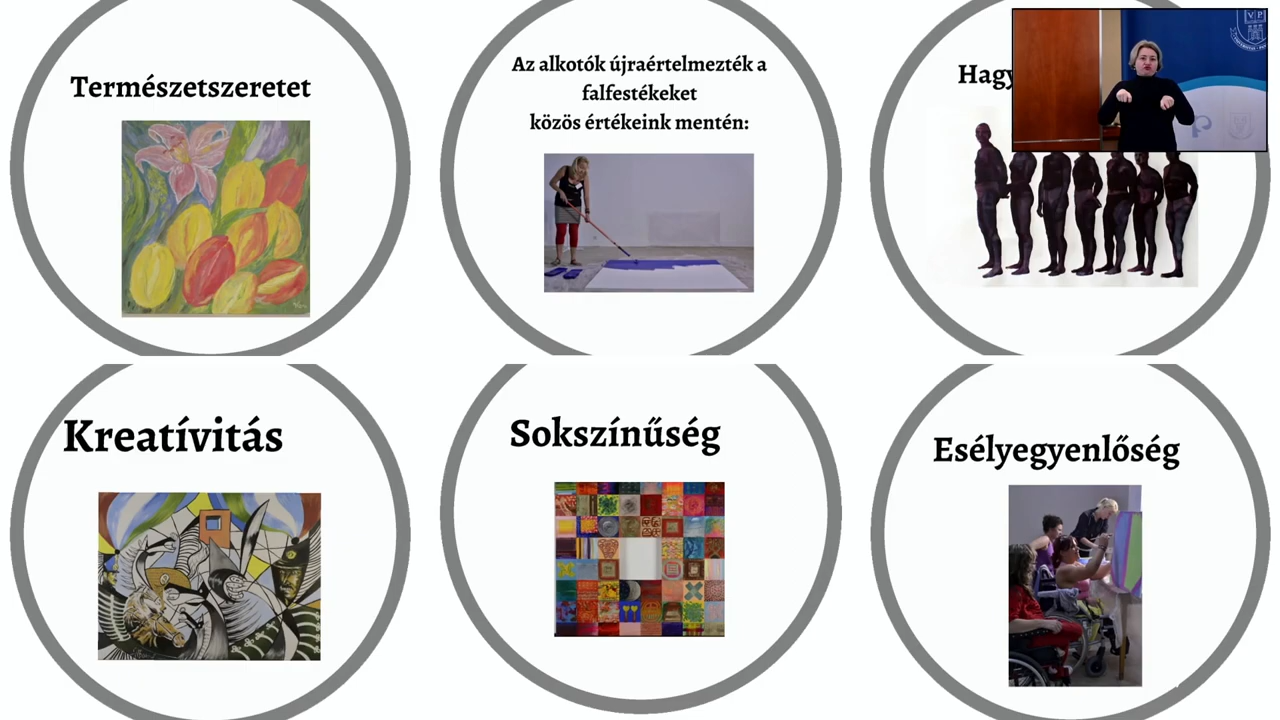 Természetszeretet
Az alkotók újraértelmezték a
falfestékeket
közös értékeink mentén:
Kreatívitás
Sokszínűség
Esélyegyenlőség